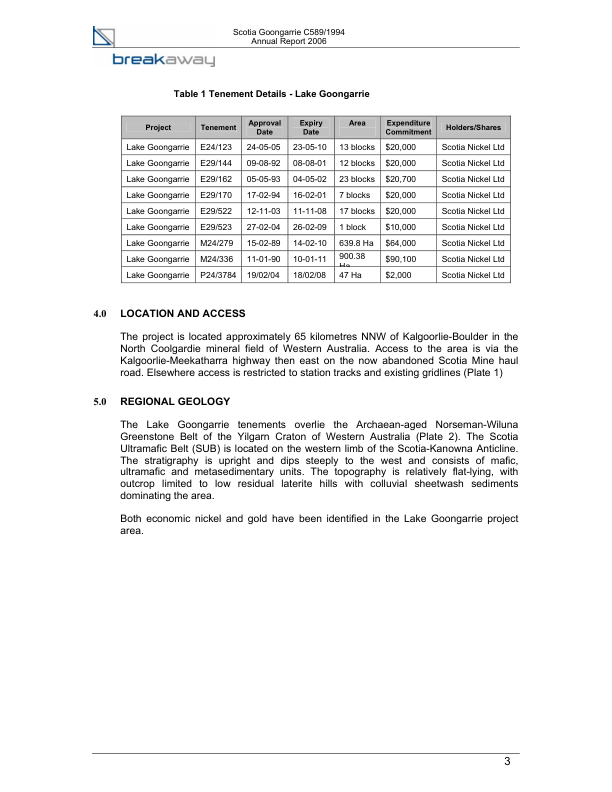 Scotia Goongarrie C589/1994
Annual Report 2006
breakaway
Table 1 Tenement Details - Lake Goongarrie
Project Tenement Approval Date Expiry Date Area Expenditure Commitment Holders/Shares
Lake Goongarrie E24/123 24-05-05 23-05-10 13 blocks $20,000 Scotia Nickel Ltd
Lake Goongarrie E29/144 09-08-92 08-08-01 12 blocks $20,000 Scotia Nickel Ltd
Lake Goongarrie E29/162 05-05-93 04-05-02 23 blocks $20,700 Scotia Nickel Ltd
Lake Goongarrie E29/170 17-02-94 16-02-01 7 blocks $20,000 Scotia Nickel Ltd
Lake Goongarrie E29/522 12-11-03 11-11-08 17 blocks $20,000 Scotia Nickel Ltd
Lake Goongarrie E29/523 27-02-04 26-02-09 1 block $10,000 Scotia Nickel Ltd
Lake Goongarrie M24/279 15-02-89 14-02-10 639.8 Ha $64,000 Scotia Nickel Ltd
Lake Goongarrie M24/336 11-01-90 10-01-11 900.38 Ha $90,100 Scotia Nickel Ltd
Lake Goongarrie P24/3784 19/02/04 18/02/08 47 Ha $2,000 Scotia Nickel Ltd
4.0 LOCATION AND ACCESS
The project is located approximately 65 kilometres NNW of Kalgoorlie-Boulder in the
North Coolgardie mineral field of Western Australia. Access to the area is via the
Kalgoorlie-Meekatharra highway then east on the now abandoned Scotia Mine haul
road. Elsewhere access is restricted to station tracks and existing gridlines (Plate 1)
5.0 REGIONAL GEOLOGY
The Lake Goongarrie tenements overlie the Archaean-aged Norseman-Wiluna
Greenstone Belt of the Yilgarn Craton of Western Australia (Plate 2). The Scotia
Ultramafic Belt (SUB) is located on the western limb of the Scotia-Kanowna Anticline.
The stratigraphy is upright and dips steeply to the west and consists of mafic,
ultramafic and metasedimentary units. The topography is relatively flat-lying, with
outcrop limited to low residual laterite hills with colluvial sheetwash sediments
dominating the area.
Both economic nickel and gold have been identified in the Lake Goongarrie project
area.
3